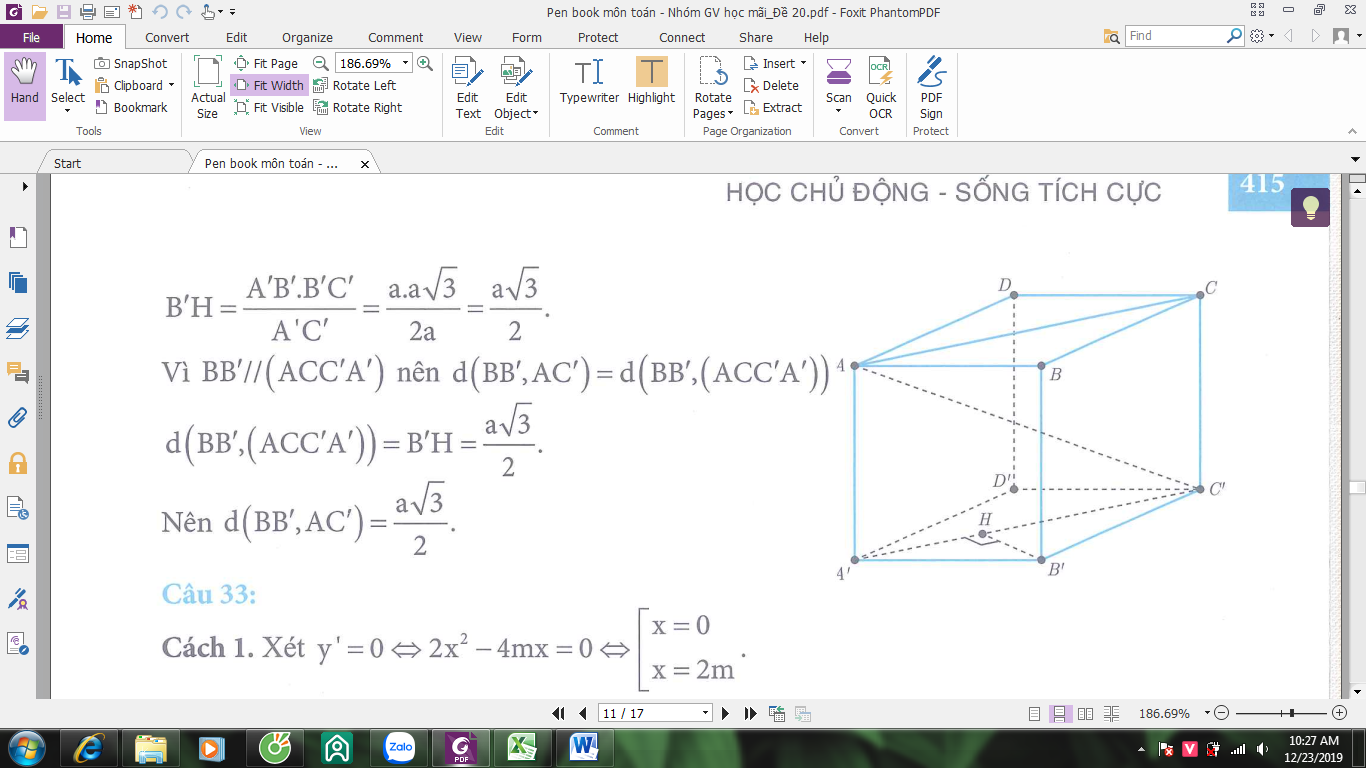 Pen book môn toán - Nhóm GV học mãi_Đề 20.pdf - Foxit PhantomPDF
File Home Convert Edit Organize Comment View Form Protect Connect Share Help Find
Hand
Select
SnapShot
Clipboard
Bookmark
Tools
Actual Size
Fit Page
Fit Width
Fit Visible
186.69%
Rotate Left
Rotate Right
View
Edit Text
Edit Object
Edit
Typewriter
Highlight
Comment
Rotate Pages
Insert
Delete
Extract
Page Organization
Scan
Quick OCR
Convert
PDF Sign
Protect
Start
Pen book môn toán - ...
HỌC CHỦ ĐỘNG - SỐNG TÍCH CỰC 415
B'H = A'B'.B'C' / A'C' = a.a√3 / 2a = a√3 / 2.
Vì BB'//(ACC'A') nên d(BB',AC') = d(BB',(ACC'A'))
d(BB',(ACC'A')) = B'H = a√3 / 2.
Nên d(BB',AC') = a√3 / 2.
D
C
A
B
D'
C'
H
A'
B'
Câu 33:
Cách 1. Xét y' = 0 ⇔ 2x² − 4mx = 0 ⇔ [ x = 0
x = 2m .
11 / 17
186.69%
Zalo
PDF
10:27 AM
12/23/2019